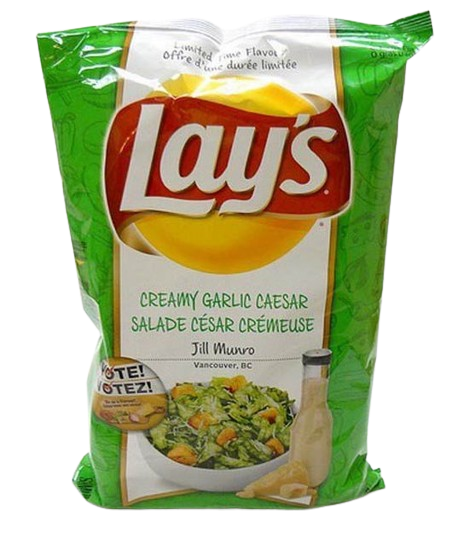 Limited Time Flavour
Offre d'une durée limitée
Lay's
CREAMY GARLIC CAESAR
SALADE CÉSAR CRÉMEUSE
Jill Munro
Vancouver, BC
VOTE!
VOTEZ!